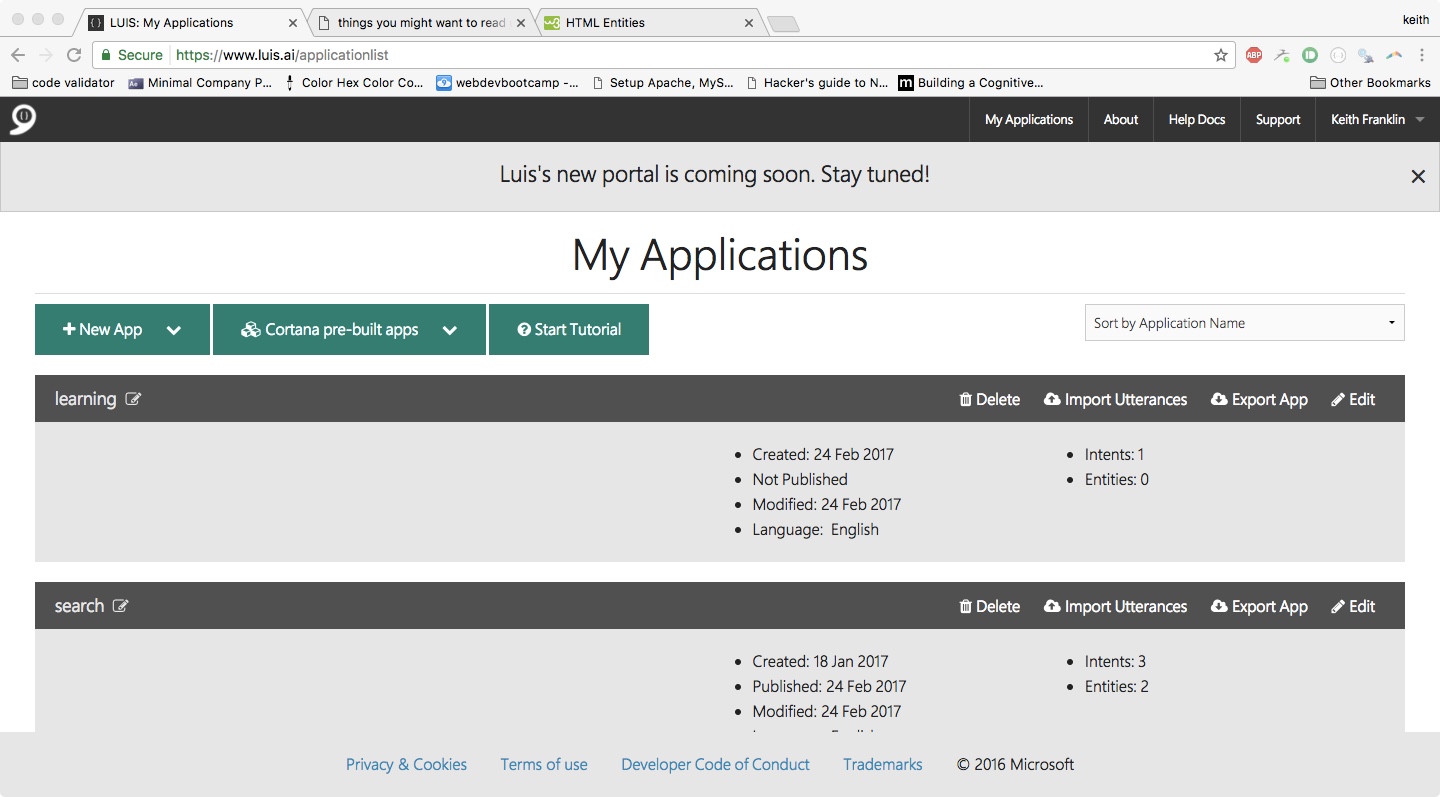 LUIS: My Applications
things you might want to read
HTML Entities
keith
Secure https://www.luis.ai/applicationlist
ABP
code validator Minimal Company P... Color Hex Color Co... webdevbootcamp -... Setup Apache, MyS... Hacker's guide to N... m Building a Cognitive... Other Bookmarks
My Applications About Help Docs Support Keith Franklin
Luis's new portal is coming soon. Stay tuned!
My Applications
New App Cortana pre-built apps Start Tutorial Sort by Application Name
learning Delete Import Utterances Export App Edit
Created: 24 Feb 2017 Intents: 1
Not Published Entities: 0
Modified: 24 Feb 2017
Language: English
search Delete Import Utterances Export App Edit
Created: 18 Jan 2017 Intents: 3
Published: 24 Feb 2017 Entities: 2
Modified: 24 Feb 2017
Privacy & Cookies Terms of use Developer Code of Conduct Trademarks © 2016 Microsoft